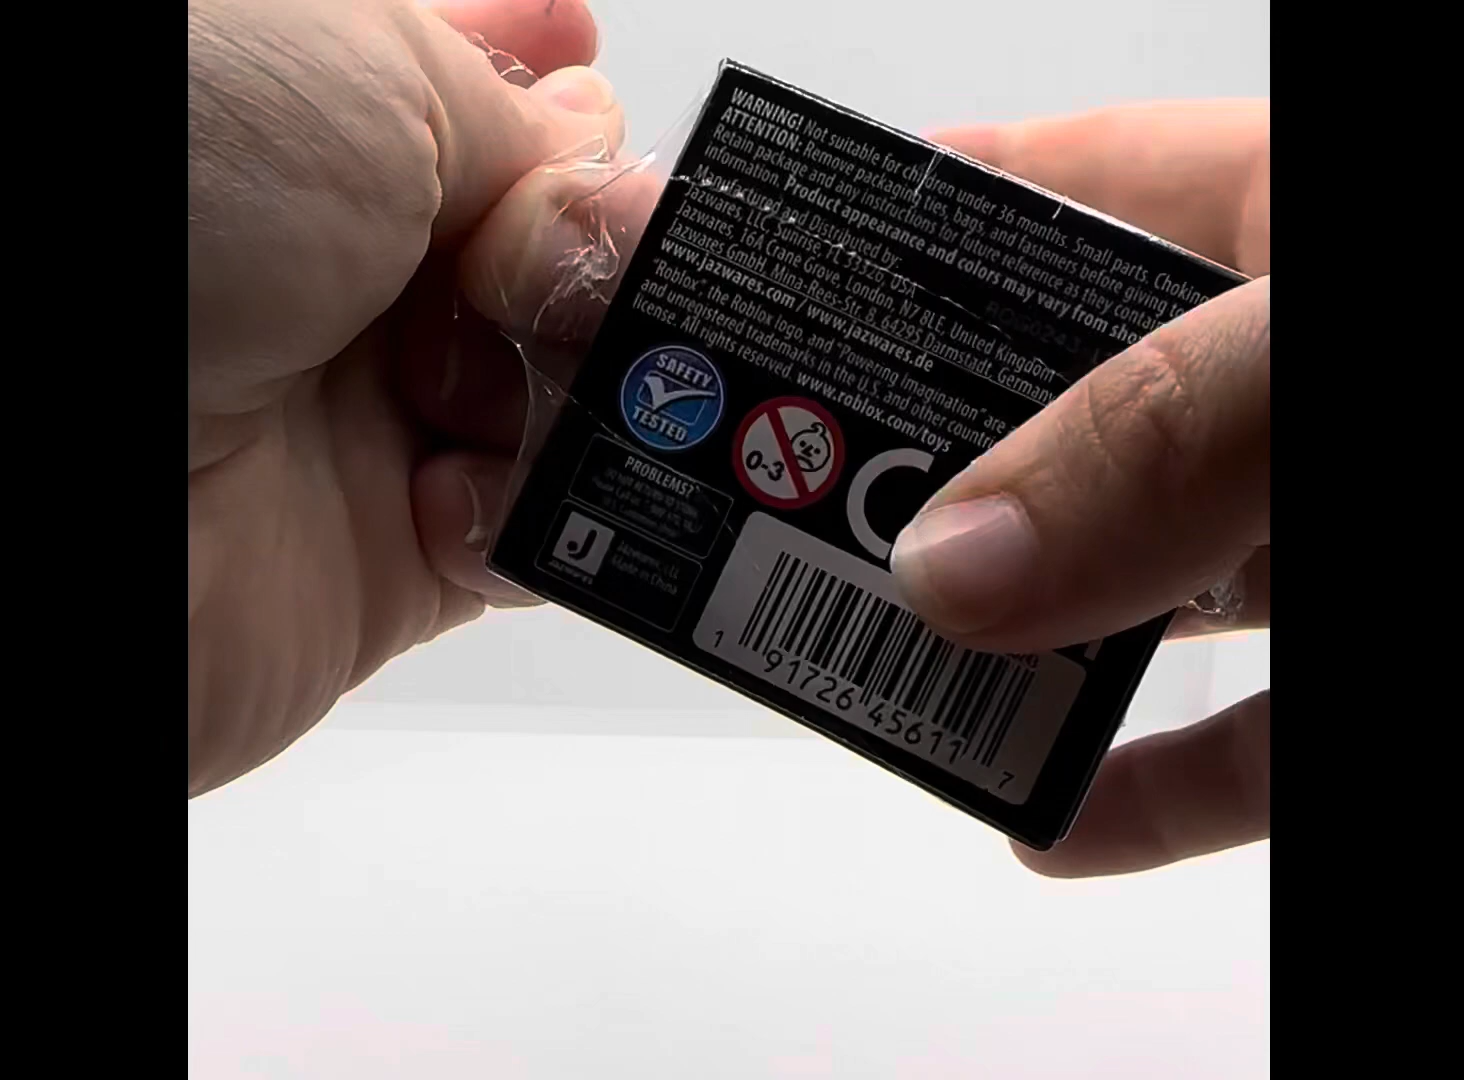 WARNING! Not suitable for children under 36 months. Small parts. Choking
ATTENTION: Remove packaging, ties, bags, and fasteners before giving to
Retain package and any instructions for future reference as they contain
information. Product appearance and colors may vary from
Manufactured and Distributed by:
Jazwares, LLC, Sunrise, FL 33326, USA
Jazwares, 16A Crane Grove, London, N7 8LE, United Kingdom
Jazwares GmbH, Mina-Rees-Str. 8, 64295 Darmstadt, Germany
www.jazwares.com / www.jazwares.de
"Roblox", the Roblox logo, and "Powering Imagination" are
and unregistered trademarks in the U.S. and other
license. All rights reserved. www.roblox.com/toys
SAFETY
TESTED
0-3
PROBLEMS?
J
Jazwares
Jazwares, LLC
Made in China
1 91726 45611 7